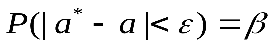 P(| a* - a |< ε) = β